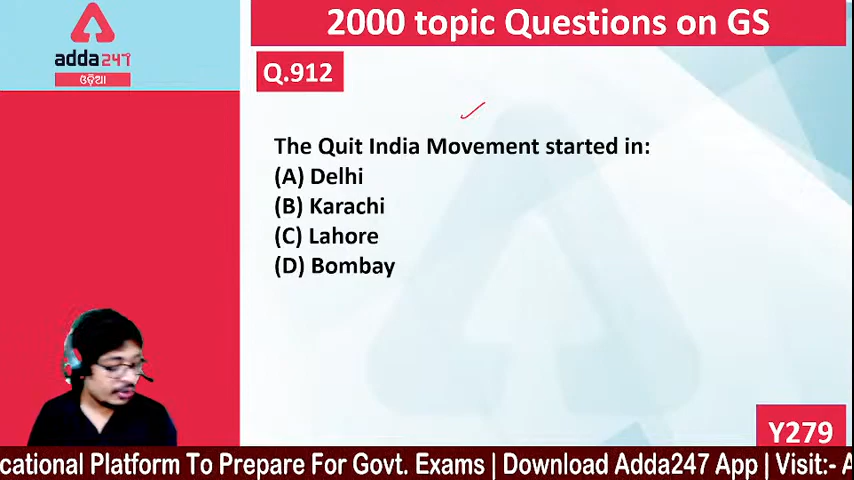 2000 topic Questions on GS
adda247
ଓଡ଼ିଆ
Q.912
The Quit India Movement started in:
(A) Delhi
(B) Karachi
(C) Lahore
(D) Bombay
Y279
cational Platform To Prepare For Govt. Exams | Download Adda247 App | Visit:- A